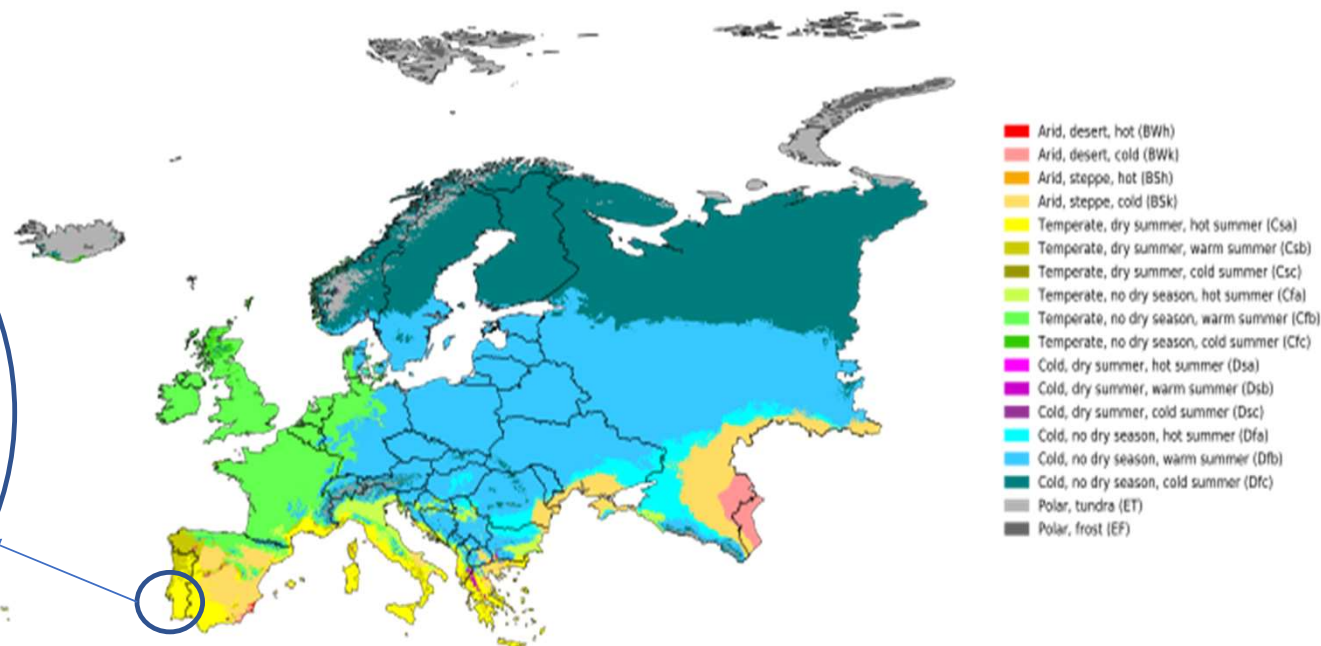 Arid, desert, hot (BWh)
Arid, desert, cold (BWk)
Arid, steppe, hot (BSh)
Arid, steppe, cold (BSk)
Temperate, dry summer, hot summer (Csa)
Temperate, dry summer, warm summer (Csb)
Temperate, dry summer, cold summer (Csc)
Temperate, no dry season, hot summer (Cfa)
Temperate, no dry season, warm summer (Cfb)
Temperate, no dry season, cold summer (Cfc)
Cold, dry summer, hot summer (Dsa)
Cold, dry summer, warm summer (Dsb)
Cold, dry summer, cold summer (Dsc)
Cold, no dry season, hot summer (Dfa)
Cold, no dry season, warm summer (Dfb)
Cold, no dry season, cold summer (Dfc)
Polar, tundra (ET)
Polar, frost (EF)